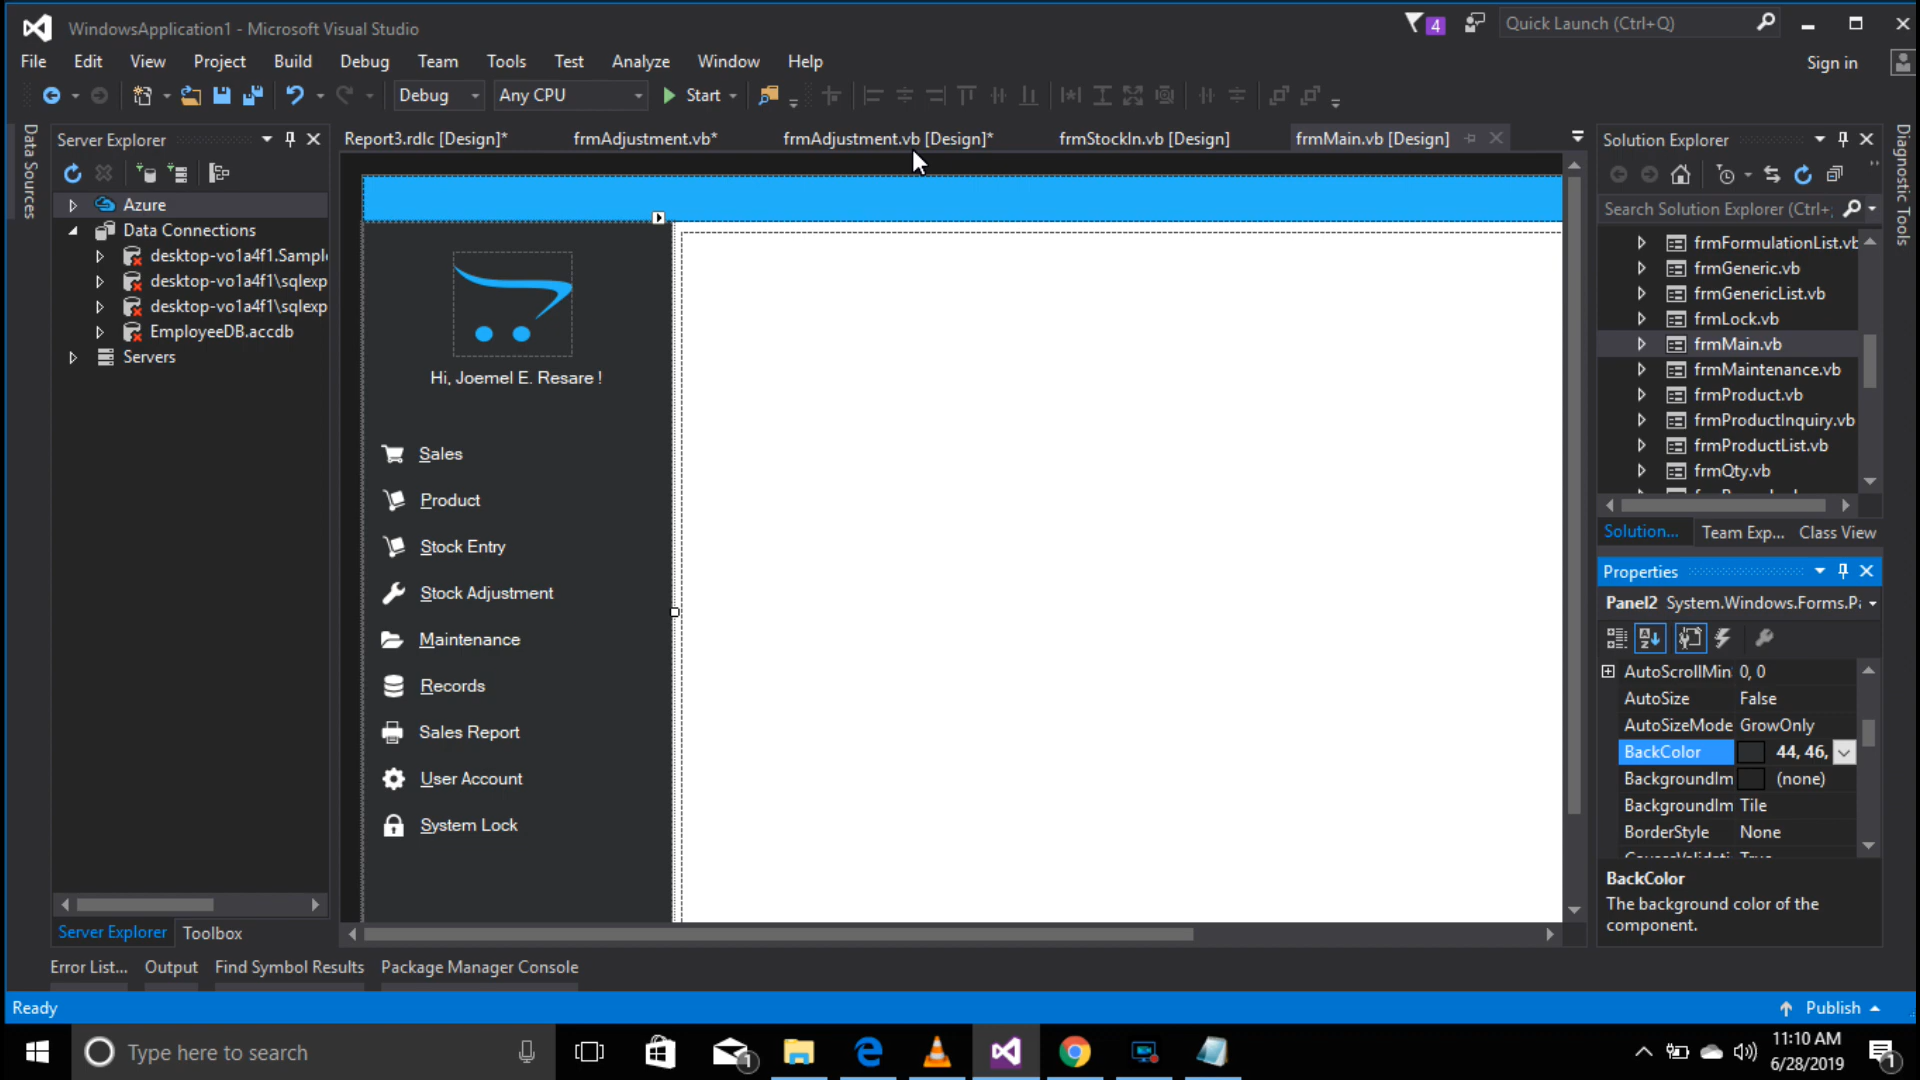 WindowsApplication1 - Microsoft Visual Studio
4
Quick Launch (Ctrl+Q)
File Edit View Project Build Debug Team Tools Test Analyze Window Help
Sign in
Debug Any CPU Start
Data Sources
Server Explorer
Azure
Data Connections
desktop-vo1a4f1.Sampl
desktop-vo1a4f1\sqlexp
desktop-vo1a4f1\sqlexp
EmployeeDB.accdb
Servers
Server Explorer Toolbox
Report3.rdlc [Design]* frmAdjustment.vb* frmAdjustment.vb [Design]* frmStockIn.vb [Design] frmMain.vb [Design]
Hi, Joemel E. Resare !
Sales
Product
Stock Entry
Stock Adjustment
Maintenance
Records
Sales Report
User Account
System Lock
Solution Explorer
Search Solution Explorer (Ctrl+;
frmFormulationList.vb
frmGeneric.vb
frmGenericList.vb
frmLock.vb
frmMain.vb
frmMaintenance.vb
frmProduct.vb
frmProductInquiry.vb
frmProductList.vb
frmQty.vb
Solution... Team Exp... Class View
Diagnostic Tools
Properties
Panel2 System.Windows.Forms.P
AutoScrollMin 0, 0
AutoSize False
AutoSizeMode GrowOnly
BackColor 44, 46,
BackgroundIm (none)
BackgroundIm Tile
BorderStyle None
BackColor
The background color of the
component.
Error List... Output Find Symbol Results Package Manager Console
Ready
Publish
Type here to search
1
11:10 AM
6/28/2019
1